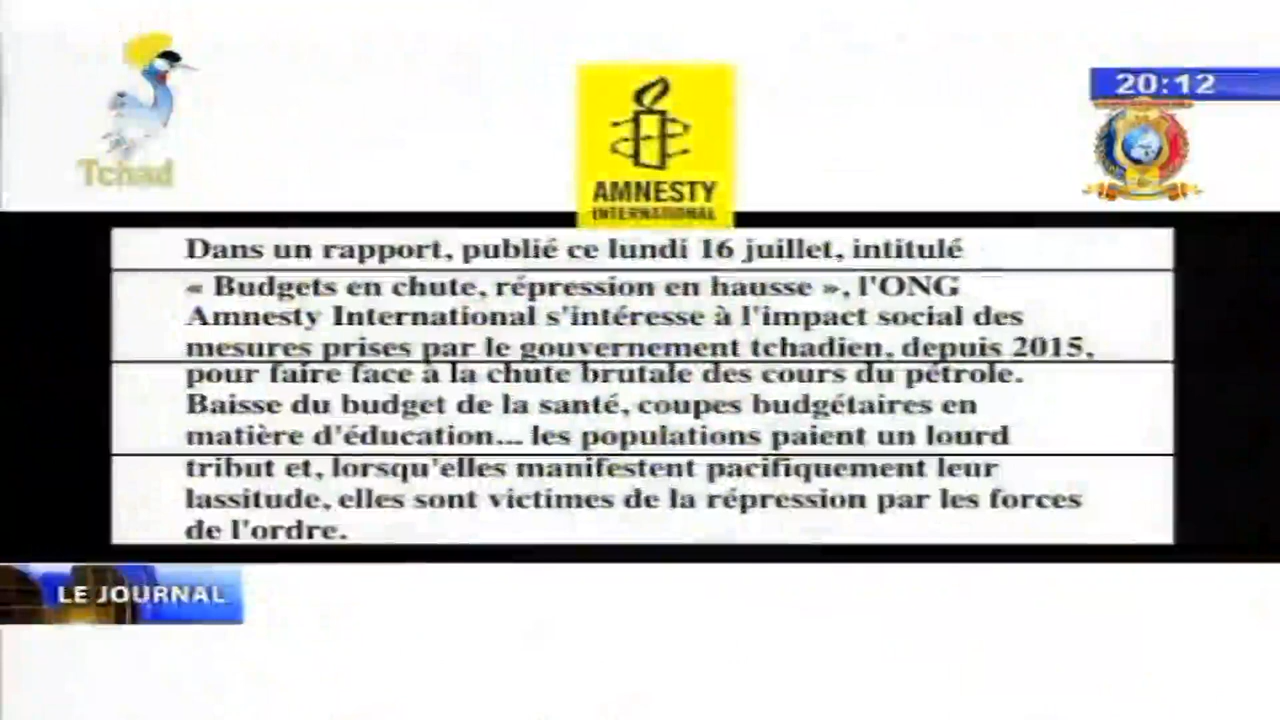 Tchad
AMNESTY
INTERNATIONAL
20:12
Dans un rapport, publié ce lundi 16 juillet, intitulé
« Budgets en chute, répression en hausse », l'ONG
Amnesty International s'intéresse à l'impact social des
mesures prises par le gouvernement tchadien, depuis 2015,
pour faire face à la chute brutale des cours du pétrole.
Baisse du budget de la santé, coupes budgétaires en
matière d'éducation... les populations paient un lourd
tribut et, lorsqu'elles manifestent pacifiquement leur
lassitude, elles sont victimes de la répression par les forces
de l'ordre.
LE JOURNAL